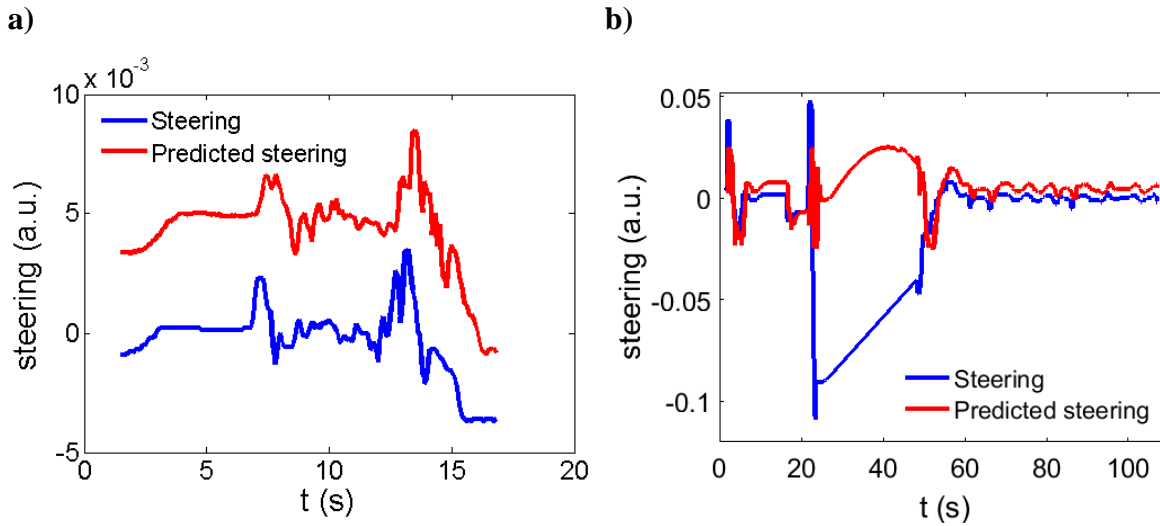 a)
× 10⁻³
10
5
0
-5
0
5
10
15
20
steering (a.u.)
t (s)
Steering
Predicted steering
b)
0.05
0
-0.05
-0.1
0
20
40
60
80
100
steering (a.u.)
t (s)
Steering
Predicted steering